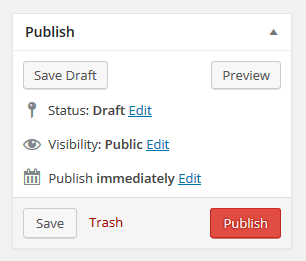 Publish
Save Draft Preview
Status: Draft Edit
Visibility: Public Edit
Publish immediately Edit
Save Trash Publish